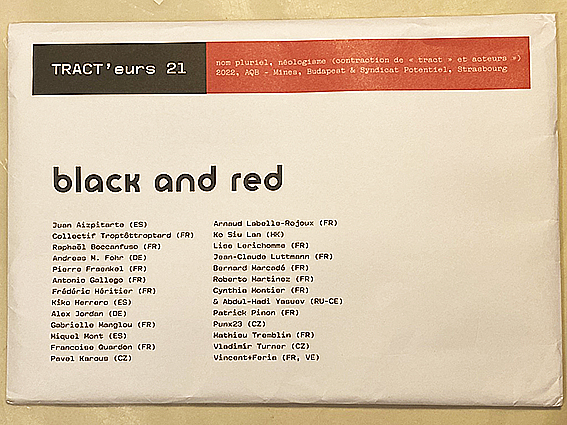 TRACT'eurs 21
nom pluriel, néologisme (contraction de « tract » et acteurs »)
2022, AQB - Mines, Budapest & Syndicat Potentiel, Strasbourg
black and red
Juan Aizpitarte (ES)
Collectif Troptôttroptard (FR)
Raphaël Boccanfuso (FR)
Andreas M. Fohr (DE)
Pierre Fraenkel (FR)
Antonio Gallego (FR)
Frédéric Héritier (FR)
Kiko Herrero (ES)
Alex Jordan (DE)
Gabrielle Manglou (FR)
Miquel Mont (ES)
Francoise Quardon (FR)
Pavel Karous (CZ)
Arnaud Labelle-Rojoux (FR)
Ko Siu Lan (HK)
Lise Lerichomme (FR)
Jean-Claude Luttmann (FR)
Bernard Marcadé (FR)
Roberto Martinez (FR)
Cynthia Montier (FR)
& Abdul-Hadi Yasuev (RU-CE)
Patrick Pinon (FR)
Punx23 (CZ)
Mathieu Tremblin (FR)
Vladimir Turner (CZ)
Vincent+Feria (FR, VE)